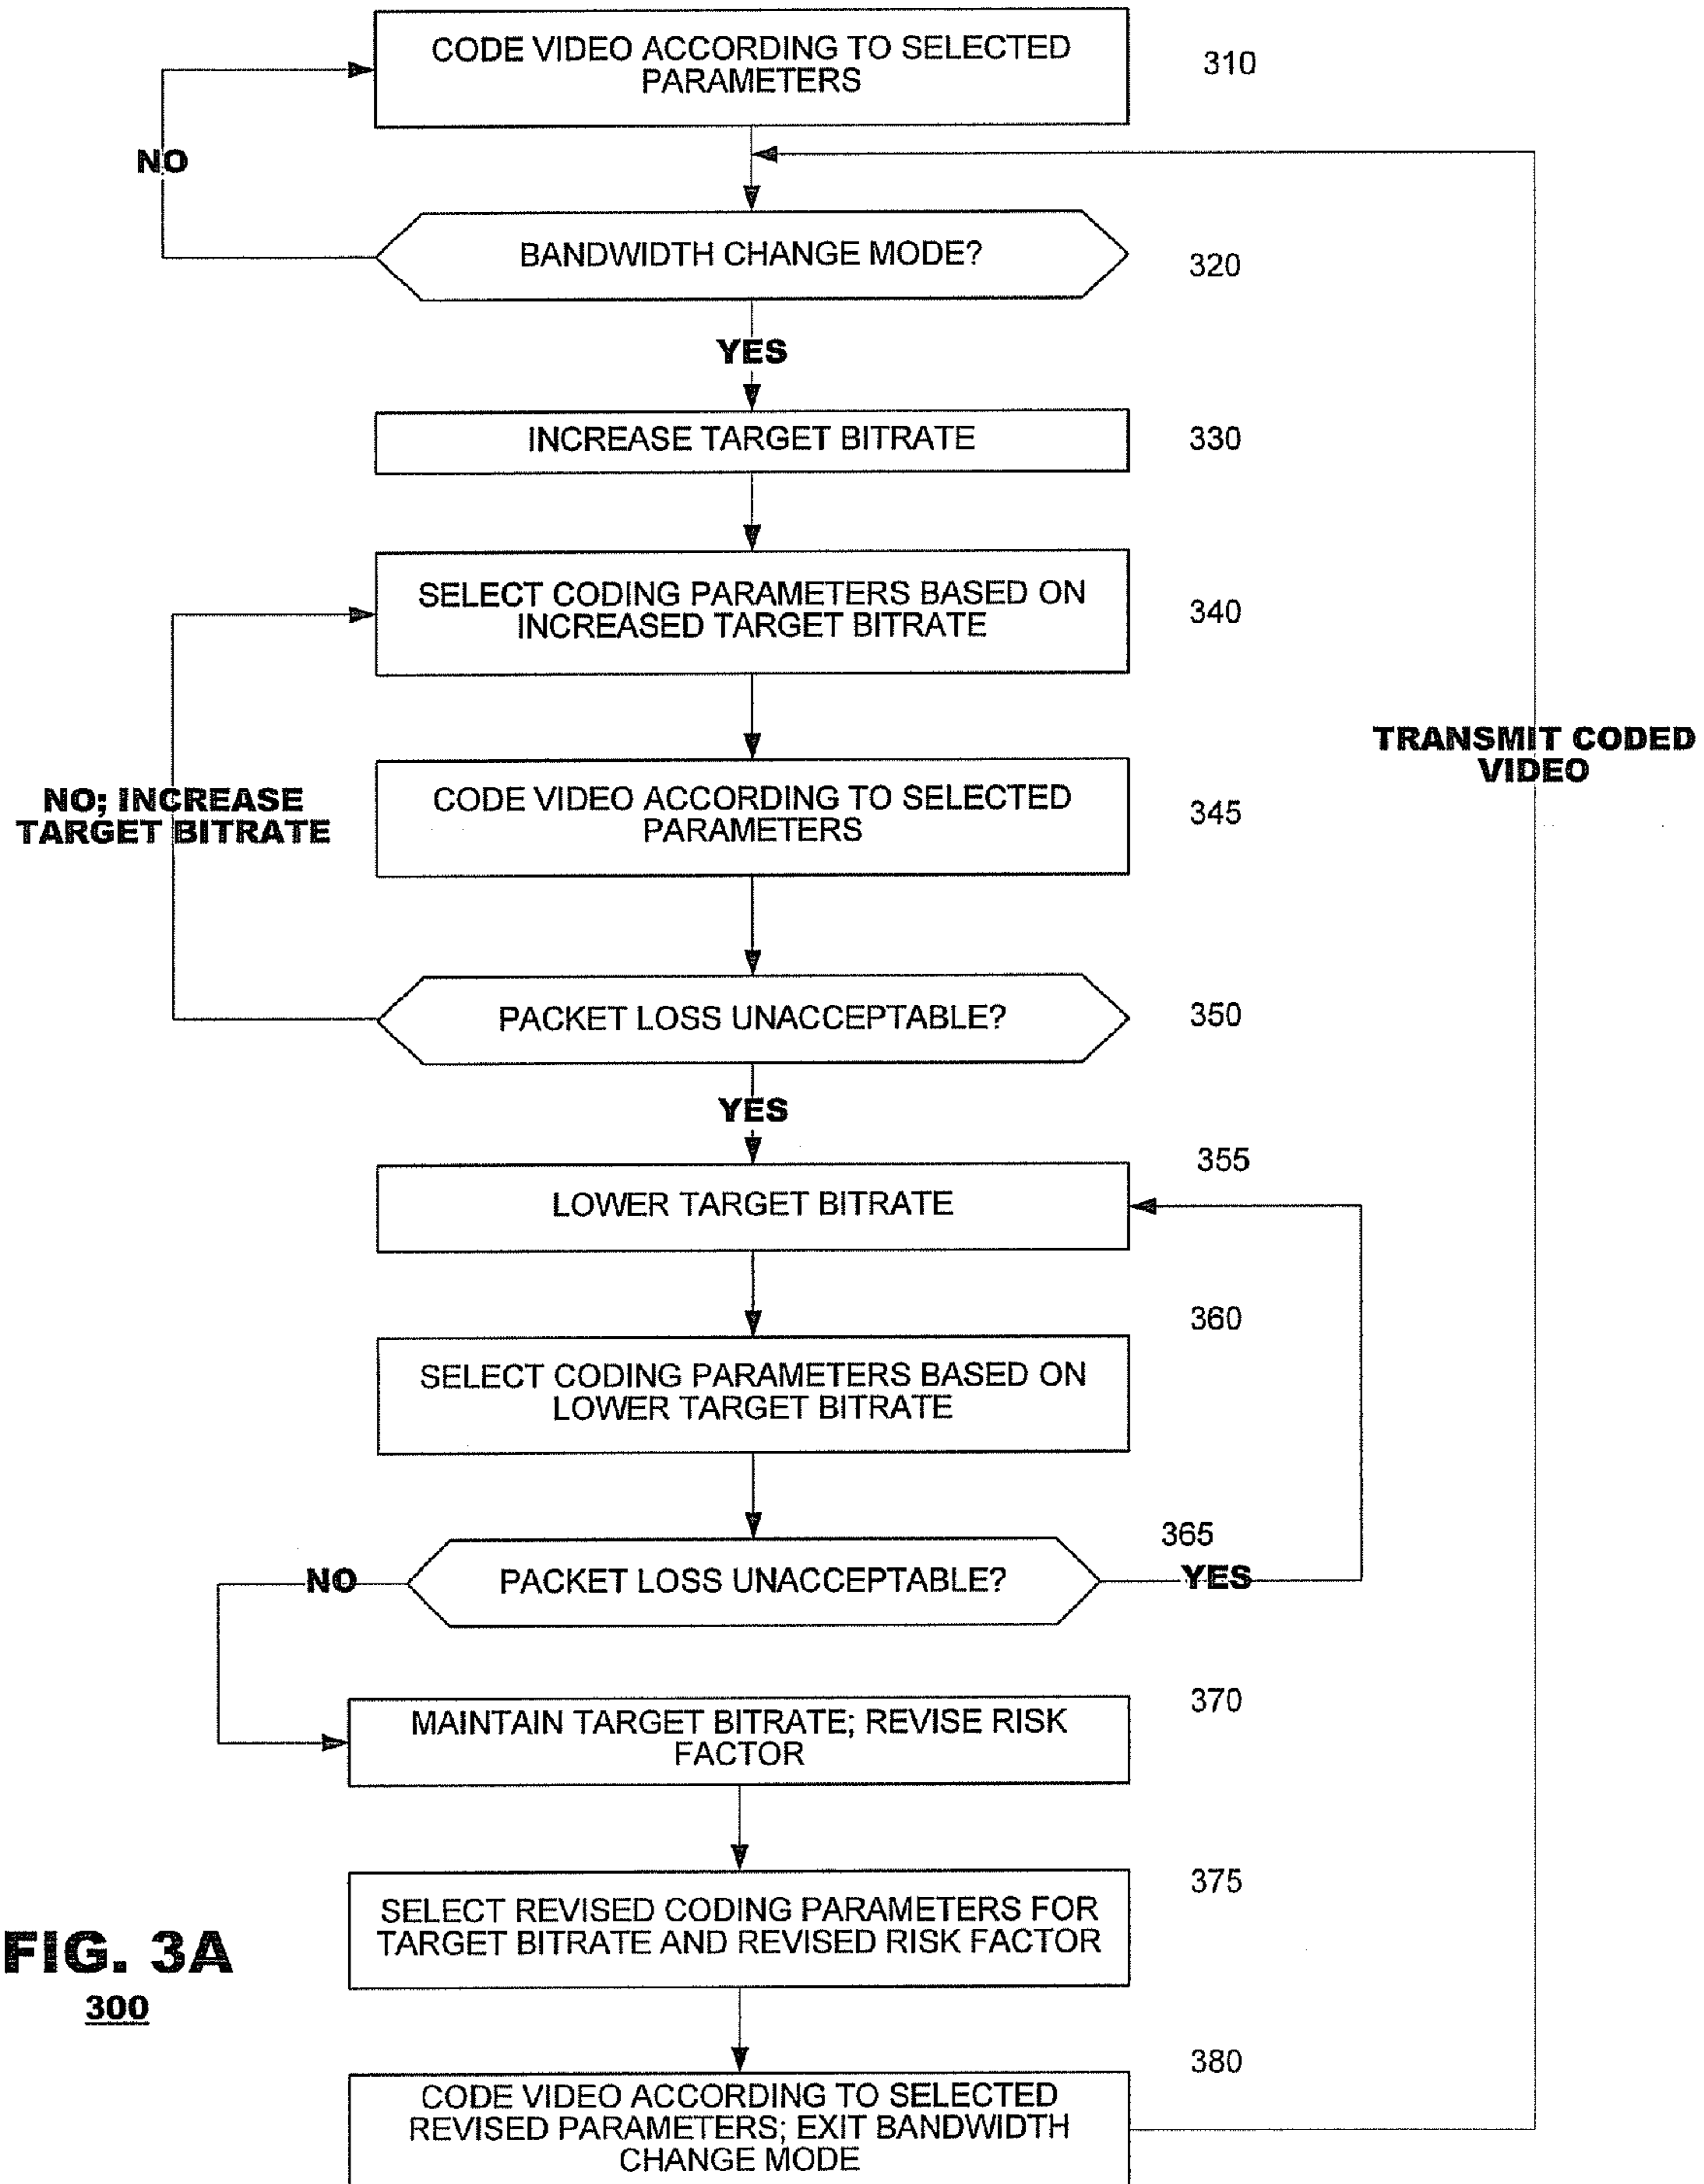 CODE VIDEO ACCORDING TO SELECTED
PARAMETERS
310
NO
BANDWIDTH CHANGE MODE?
320
YES
INCREASE TARGET BITRATE
330
SELECT CODING PARAMETERS BASED ON
INCREASED TARGET BITRATE
340
TRANSMIT CODED
VIDEO
NO; INCREASE
TARGET BITRATE
CODE VIDEO ACCORDING TO SELECTED
PARAMETERS
345
PACKET LOSS UNACCEPTABLE?
350
YES
355
LOWER TARGET BITRATE
360
SELECT CODING PARAMETERS BASED ON
LOWER TARGET BITRATE
365
NO
PACKET LOSS UNACCEPTABLE?
YES
370
MAINTAIN TARGET BITRATE; REVISE RISK
FACTOR
375
SELECT REVISED CODING PARAMETERS FOR
TARGET BITRATE AND REVISED RISK FACTOR
FIG. 3A
300
380
CODE VIDEO ACCORDING TO SELECTED
REVISED PARAMETERS; EXIT BANDWIDTH
CHANGE MODE